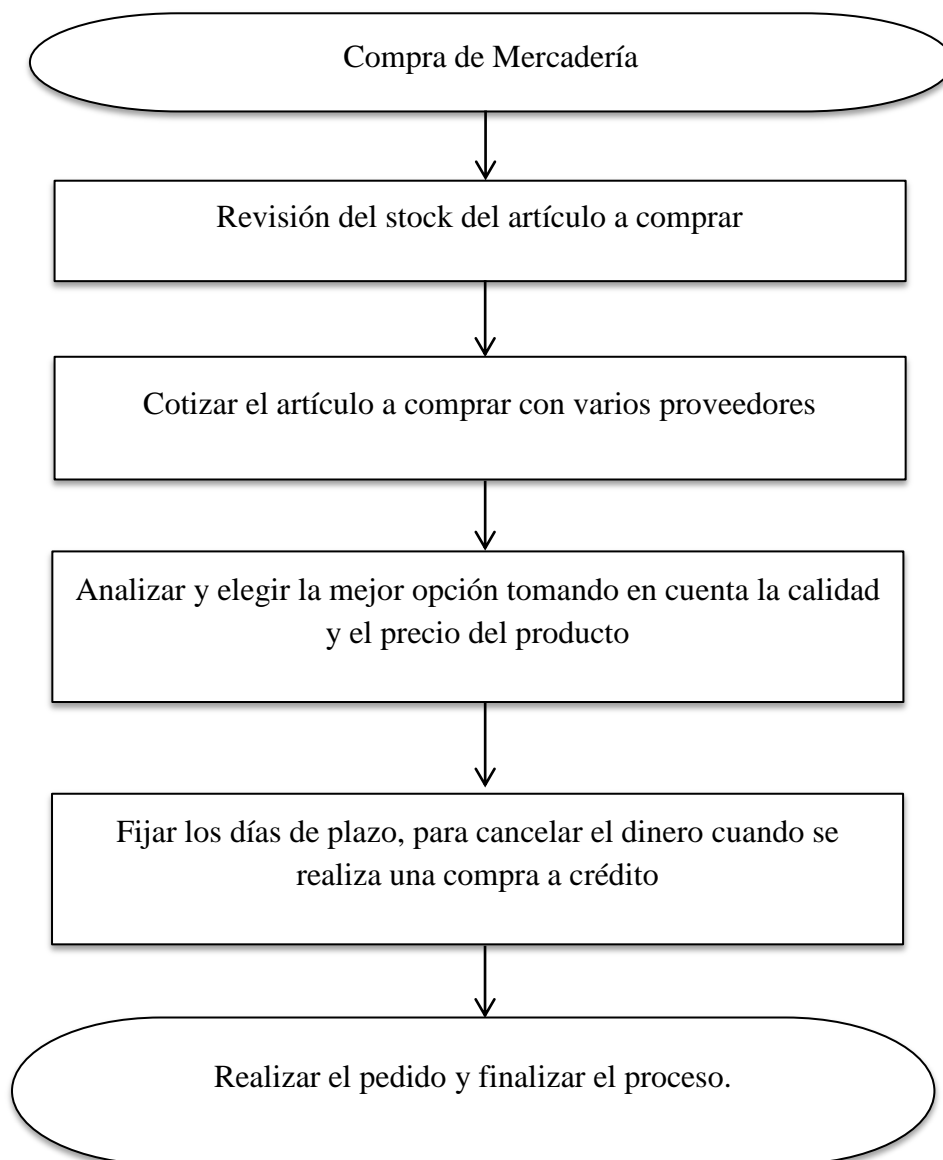 Compra de Mercadería
Revisión del stock del artículo a comprar
Cotizar el artículo a comprar con varios proveedores
Analizar y elegir la mejor opción tomando en cuenta la calidad
y el precio del producto
Fijar los días de plazo, para cancelar el dinero cuando se
realiza una compra a crédito
Realizar el pedido y finalizar el proceso.